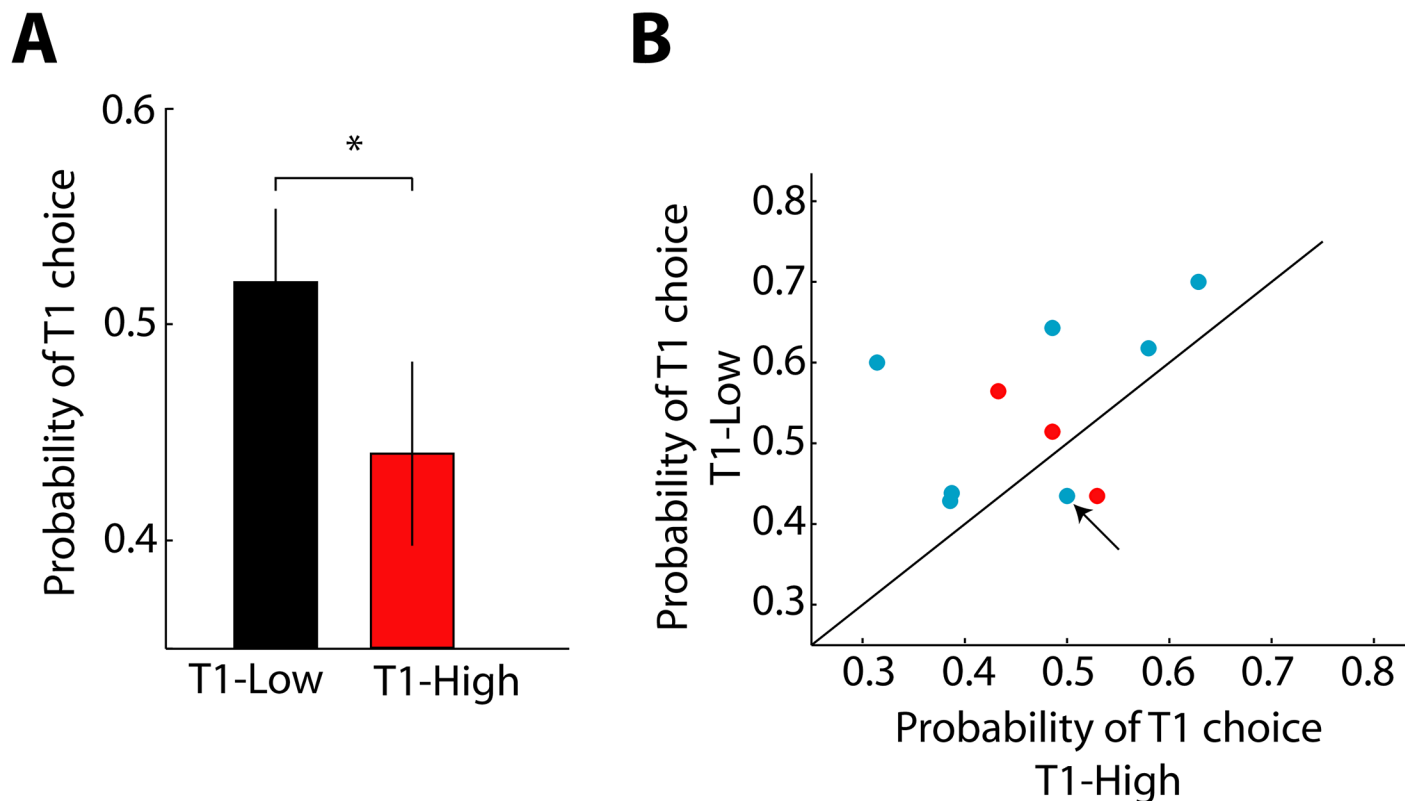 A
0.6
0.5
0.4
Probability of T1 choice
*
T1-Low
T1-High
B
0.8
0.7
0.6
0.5
0.4
0.3
Probability of T1 choice
T1-Low
0.3 0.4 0.5 0.6 0.7 0.8
Probability of T1 choice
T1-High